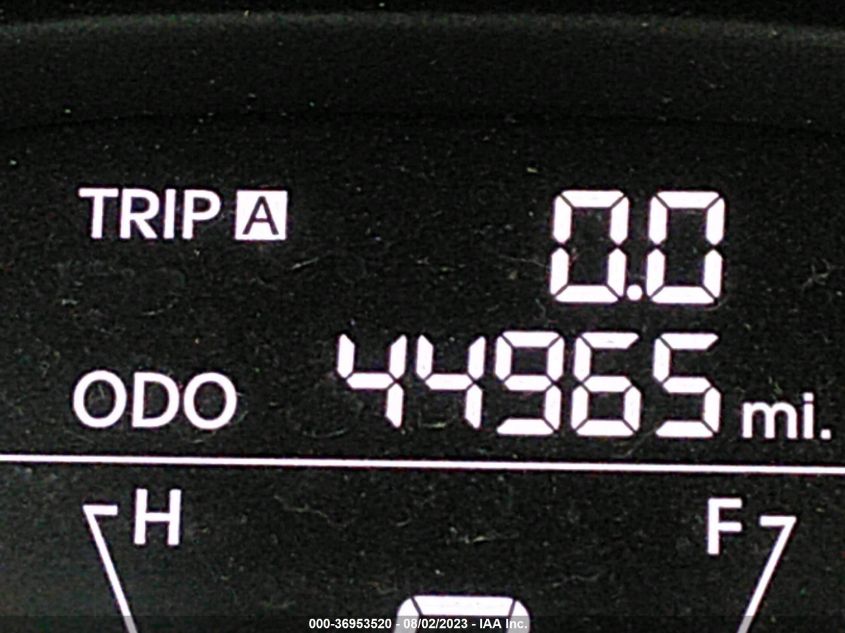 TRIP A 0.0
ODO 44965 mi.
H F
000-36953520 - 08/02/2023 - IAA Inc.